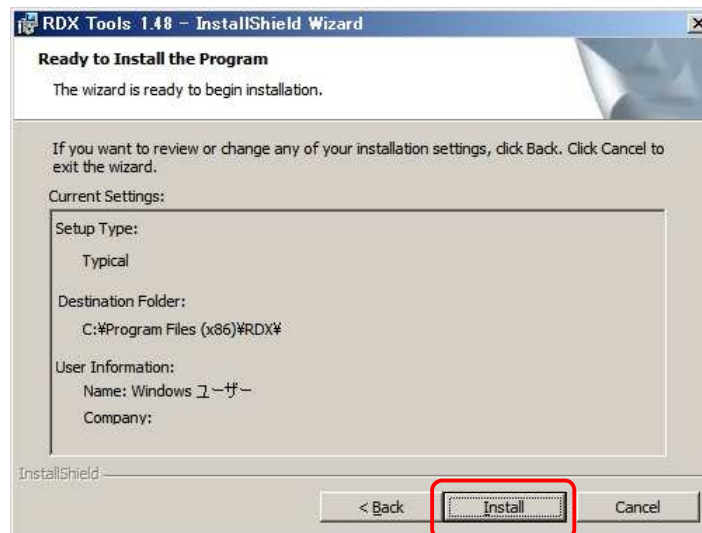 RDX Tools 1.48 - InstallShield Wizard
Ready to Install the Program
The wizard is ready to begin installation.
If you want to review or change any of your installation settings, click Back. Click Cancel to
exit the wizard.
Current Settings:
Setup Type:
Typical
Destination Folder:
C:¥Program Files (x86)¥RDX¥
User Information:
Name: Windows ユーザー
Company:
InstallShield
< Back Install Cancel